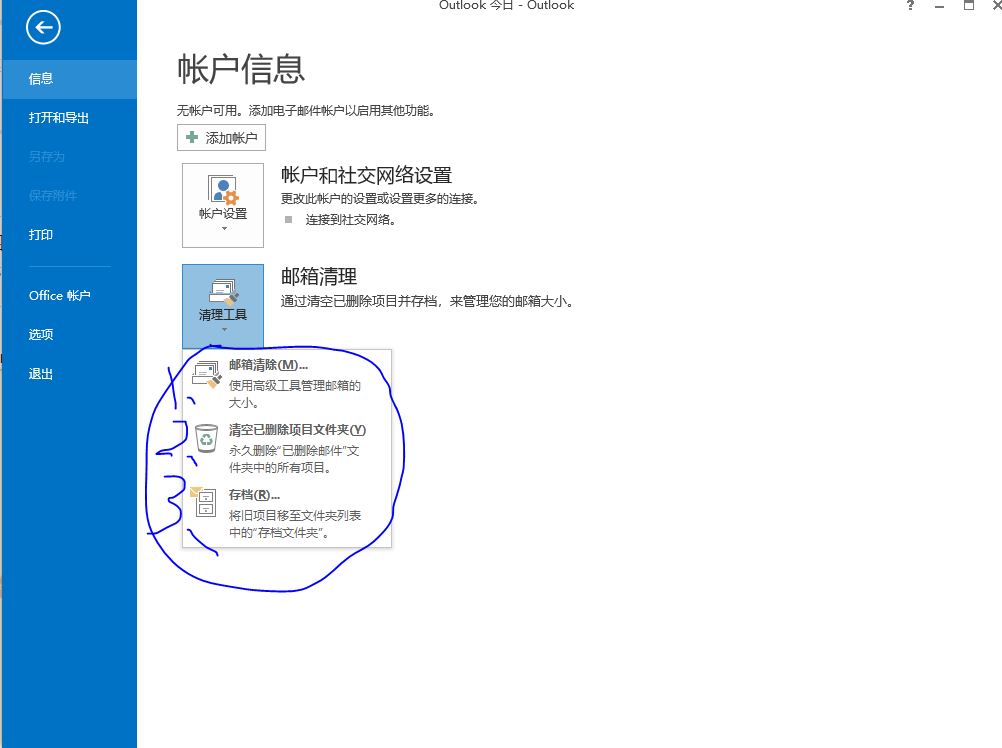 Outlook 今日 - Outlook
?
信息
打开和导出
另存为
保存附件
打印
Office 帐户
选项
退出
帐户信息
无帐户可用。添加电子邮件帐户以启用其他功能。
添加帐户
帐户设置
帐户和社交网络设置
更改此帐户的设置或设置更多的连接。
连接到社交网络。
清理工具
邮箱清理
通过清空已删除项目并存档，来管理您的邮箱大小。
1、
邮箱清除(M)...
使用高级工具管理邮箱的
大小。
2、
清空已删除项目文件夹(Y)
永久删除"已删除邮件"文
件夹中的所有项目。
3、
存档(R)...
将旧项目移至文件夹列表
中的"存档文件夹"。